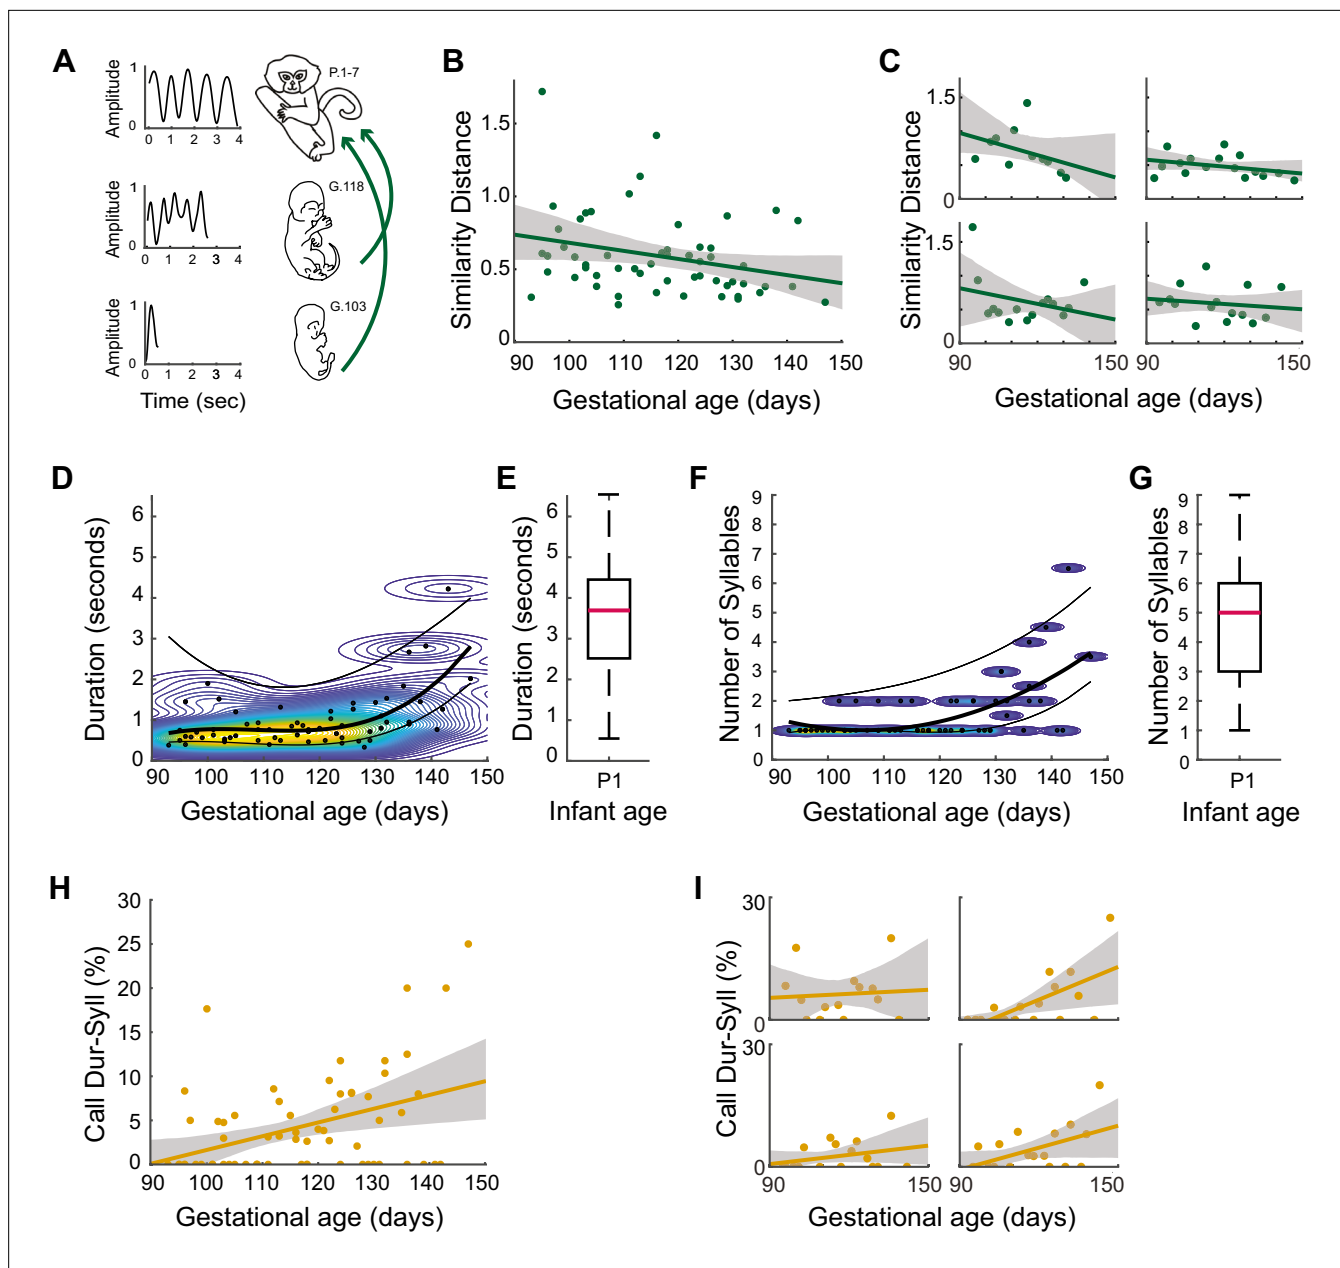 A
Amplitude
1
0
0 1 2 3 4
P.1-7
Amplitude
1
0
0 1 2 3 4
G.118
Amplitude
1
0
0 1 2 3 4
G.103
Time (sec)
B
Similarity Distance
1.5
1.0
0.5
0
90 100 110 120 130 140 150
Gestational age (days)
C
Similarity Distance
1.5
0
1.5
0
90 150 90 150
Gestational age (days)
D
Duration (seconds)
6
5
4
3
2
1
0
90 100 110 120 130 140 150
Gestational age (days)
E
Duration (seconds)
6
5
4
3
2
1
0
P1
Infant age
F
Number of Syllables
9
8
7
6
5
4
3
2
1
0
90 100 110 120 130 140 150
Gestational age (days)
G
Number of Syllables
9
8
7
6
5
4
3
2
1
0
P1
Infant age
H
Call Dur-Syll (%)
30
25
20
15
10
5
0
90 100 110 120 130 140 150
Gestational age (days)
I
Call Dur-Syll (%)
30
0
30
0
90 150 90 150
Gestational age (days)